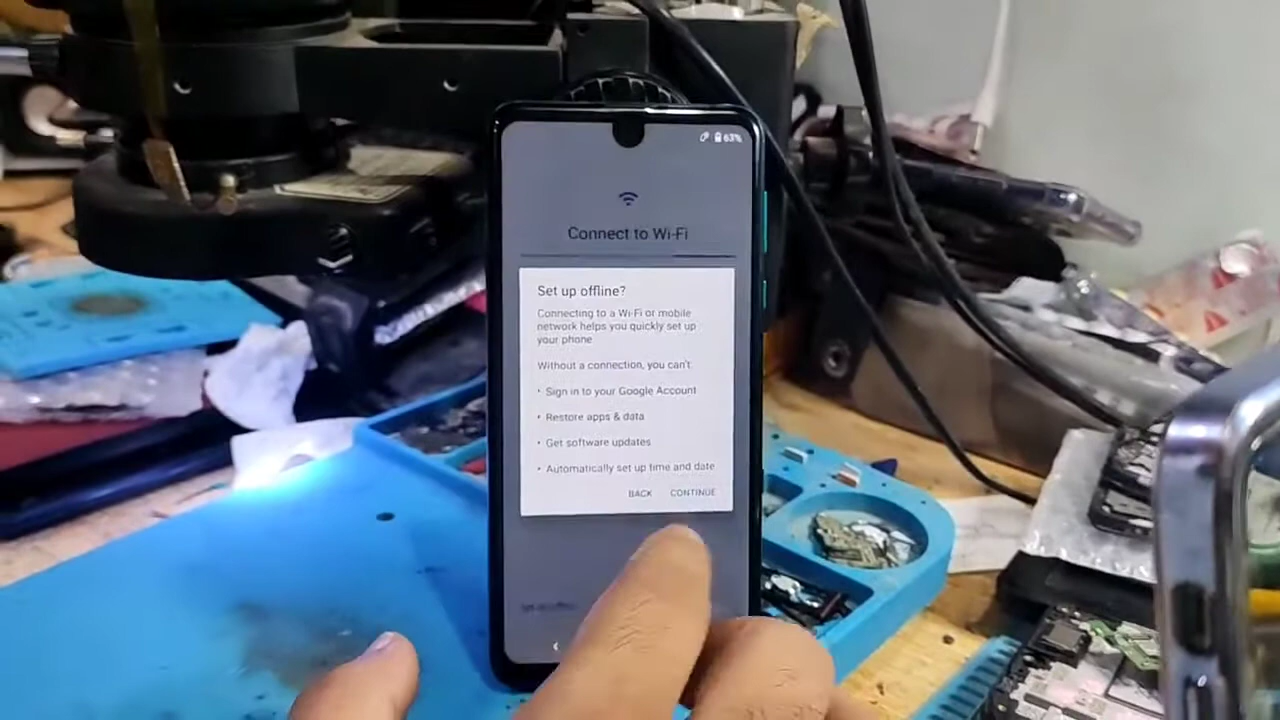 63%
Connect to Wi-Fi
Set up offline?
Connecting to a Wi-Fi or mobile
network helps you quickly set up
your phone
Without a connection, you can't:
• Sign in to your Google Account
• Restore apps & data
• Get software updates
• Automatically set up time and date
BACK CONTINUE